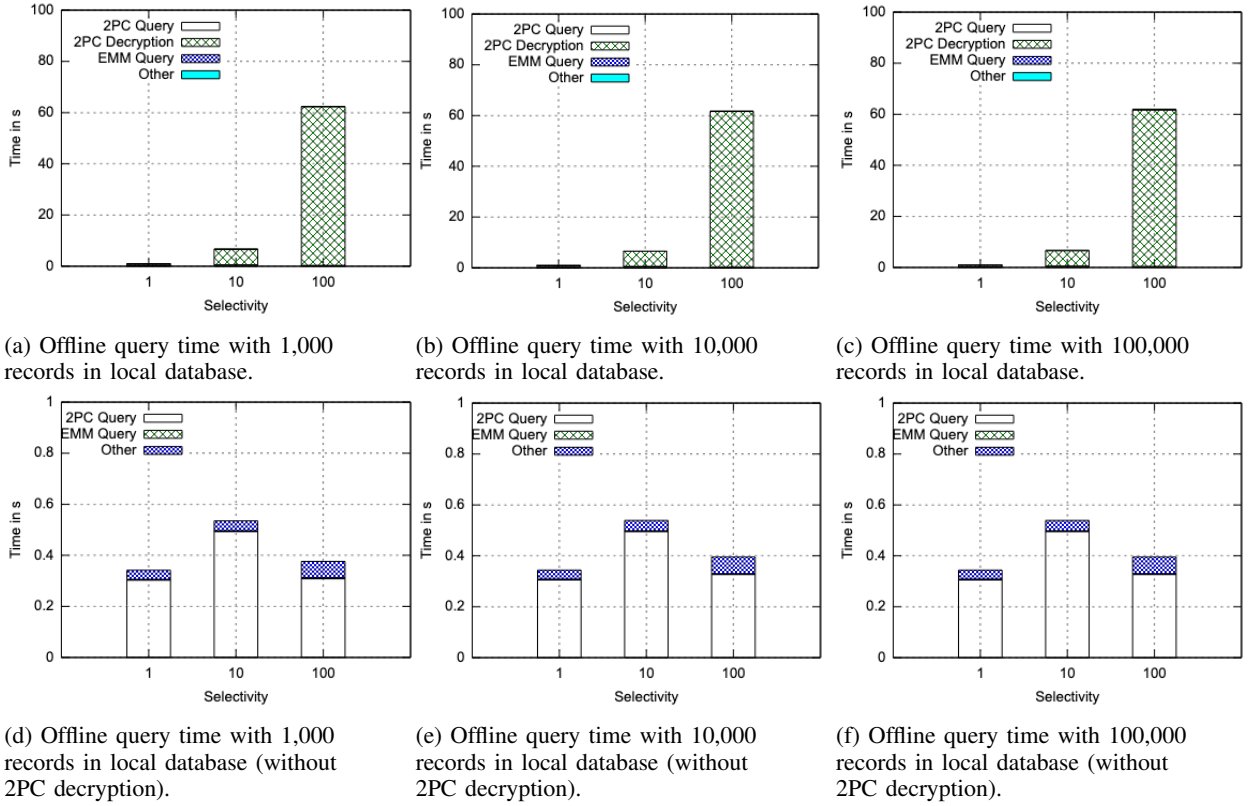 100
80
60
40
20
0
Time in s
2PC Query
2PC Decryption
EMM Query
Other
1 10 100
Selectivity
(a) Offline query time with 1,000
records in local database.
100
80
60
40
20
0
Time in s
2PC Query
2PC Decryption
EMM Query
Other
1 10 100
Selectivity
(b) Offline query time with 10,000
records in local database.
100
80
60
40
20
0
Time in s
2PC Query
2PC Decryption
EMM Query
Other
1 10 100
Selectivity
(c) Offline query time with 100,000
records in local database.
1
0.8
0.6
0.4
0.2
0
Time in s
2PC Query
EMM Query
Other
1 10 100
Selectivity
(d) Offline query time with 1,000
records in local database (without
2PC decryption).
1
0.8
0.6
0.4
0.2
0
Time in s
2PC Query
EMM Query
Other
1 10 100
Selectivity
(e) Offline query time with 10,000
records in local database (without
2PC decryption).
1
0.8
0.6
0.4
0.2
0
Time in s
2PC Query
EMM Query
Other
1 10 100
Selectivity
(f) Offline query time with 100,000
records in local database (without
2PC decryption).